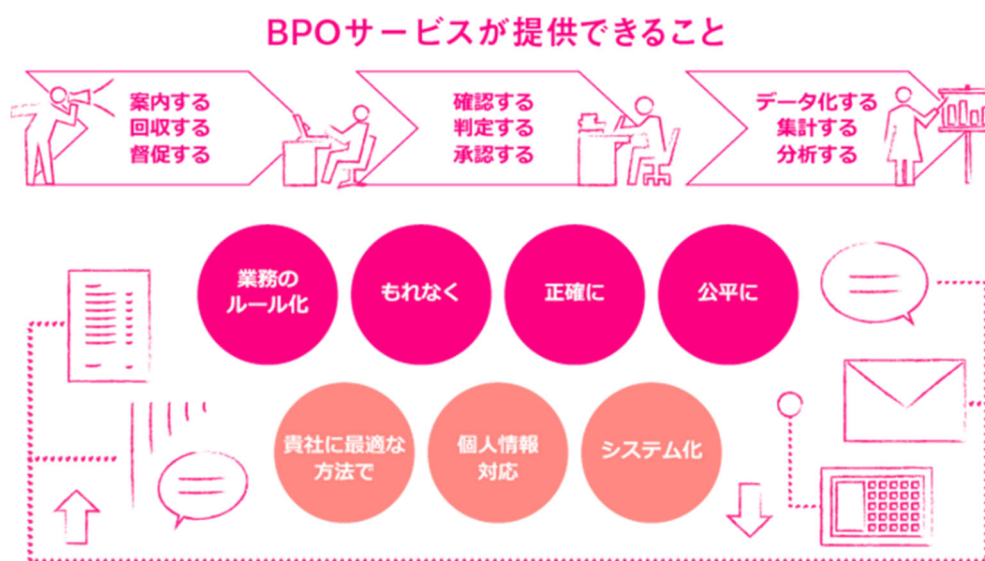 BPOサービスが提供できること
案内する
回収する
督促する
確認する
判定する
承認する
データ化する
集計する
分析する
業務の
ルール化
もれなく
正確に
公平に
貴社に最適な
方法で
個人情報
対応
システム化